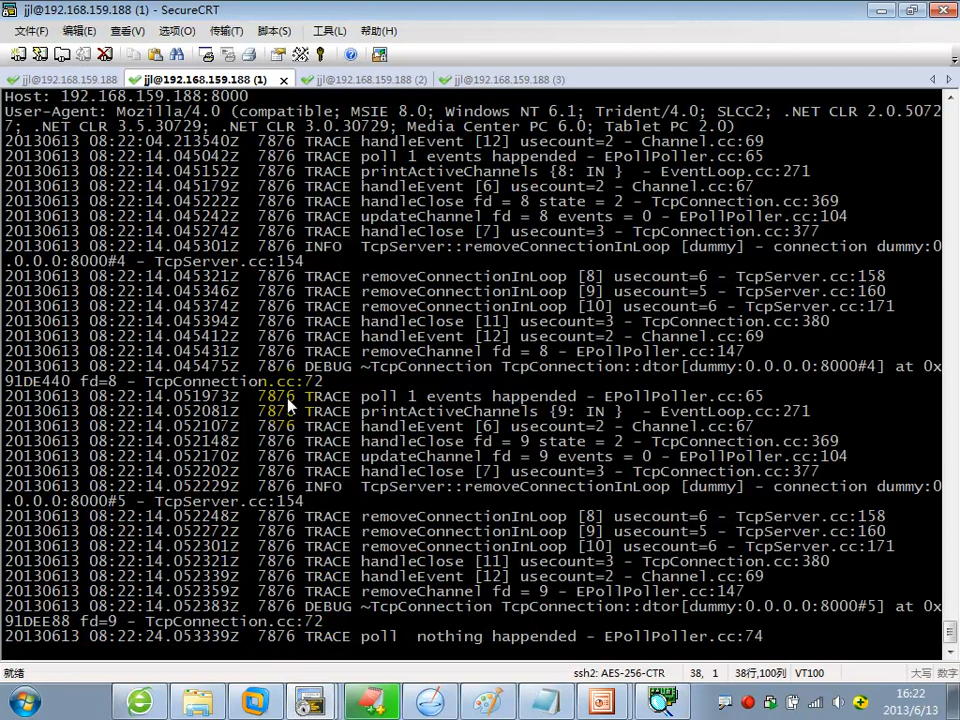 jjl@192.168.159.188 (1) - SecureCRT
文件(F) 编辑(E) 查看(V) 选项(O) 传输(T) 脚本(S) 工具(L) 帮助(H)
jjl@192.168.159.188 jjl@192.168.159.188 (1) jjl@192.168.159.188 (2) jjl@192.168.159.188 (3)
Host: 192.168.159.188:8000
User-Agent: Mozilla/4.0 (compatible; MSIE 8.0; Windows NT 6.1; Trident/4.0; SLCC2; .NET CLR 2.0.5072
7; .NET CLR 3.5.30729; .NET CLR 3.0.30729; Media Center PC 6.0; Tablet PC 2.0)
20130613 08:22:04.213540Z 7876 TRACE handleEvent [12] usecount=2 - Channel.cc:69
20130613 08:22:14.045042Z 7876 TRACE poll 1 events happended - EPollPoller.cc:65
20130613 08:22:14.045152Z 7876 TRACE printActiveChannels {8: IN } - EventLoop.cc:271
20130613 08:22:14.045179Z 7876 TRACE handleEvent [6] usecount=2 - Channel.cc:67
20130613 08:22:14.045222Z 7876 TRACE handleClose fd = 8 state = 2 - TcpConnection.cc:369
20130613 08:22:14.045242Z 7876 TRACE updateChannel fd = 8 events = 0 - EPollPoller.cc:104
20130613 08:22:14.045274Z 7876 TRACE handleClose [7] usecount=3 - TcpConnection.cc:377
20130613 08:22:14.045301Z 7876 INFO TcpServer::removeConnectionInLoop [dummy] - connection dummy:0
.0.0.0:8000#4 - TcpServer.cc:154
20130613 08:22:14.045321Z 7876 TRACE removeConnectionInLoop [8] usecount=6 - TcpServer.cc:158
20130613 08:22:14.045346Z 7876 TRACE removeConnectionInLoop [9] usecount=5 - TcpServer.cc:160
20130613 08:22:14.045374Z 7876 TRACE removeConnectionInLoop [10] usecount=6 - TcpServer.cc:171
20130613 08:22:14.045394Z 7876 TRACE handleClose [11] usecount=3 - TcpConnection.cc:380
20130613 08:22:14.045412Z 7876 TRACE handleEvent [12] usecount=2 - Channel.cc:69
20130613 08:22:14.045431Z 7876 TRACE removeChannel fd = 8 - EPollPoller.cc:147
20130613 08:22:14.045475Z 7876 DEBUG ~TcpConnection TcpConnection::dtor[dummy:0.0.0.0:8000#4] at 0x
91DE440 fd=8 - TcpConnection.cc:72
20130613 08:22:14.051973Z 7876 TRACE poll 1 events happended - EPollPoller.cc:65
20130613 08:22:14.052081Z 7876 TRACE printActiveChannels {9: IN } - EventLoop.cc:271
20130613 08:22:14.052107Z 7876 TRACE handleEvent [6] usecount=2 - Channel.cc:67
20130613 08:22:14.052148Z 7876 TRACE handleClose fd = 9 state = 2 - TcpConnection.cc:369
20130613 08:22:14.052170Z 7876 TRACE updateChannel fd = 9 events = 0 - EPollPoller.cc:104
20130613 08:22:14.052202Z 7876 TRACE handleClose [7] usecount=3 - TcpConnection.cc:377
20130613 08:22:14.052229Z 7876 INFO TcpServer::removeConnectionInLoop [dummy] - connection dummy:0
.0.0.0:8000#5 - TcpServer.cc:154
20130613 08:22:14.052248Z 7876 TRACE removeConnectionInLoop [8] usecount=6 - TcpServer.cc:158
20130613 08:22:14.052272Z 7876 TRACE removeConnectionInLoop [9] usecount=5 - TcpServer.cc:160
20130613 08:22:14.052301Z 7876 TRACE removeConnectionInLoop [10] usecount=6 - TcpServer.cc:171
20130613 08:22:14.052321Z 7876 TRACE handleClose [11] usecount=3 - TcpConnection.cc:380
20130613 08:22:14.052339Z 7876 TRACE handleEvent [12] usecount=2 - Channel.cc:69
20130613 08:22:14.052359Z 7876 TRACE removeChannel fd = 9 - EPollPoller.cc:147
20130613 08:22:14.052383Z 7876 DEBUG ~TcpConnection TcpConnection::dtor[dummy:0.0.0.0:8000#5] at 0x
91DEE88 fd=9 - TcpConnection.cc:72
20130613 08:22:24.053339Z 7876 TRACE poll nothing happended - EPollPoller.cc:74
就绪 ssh2: AES-256-CTR 38, 1 38行,100列 VT100 大写 数字
16:22
2013/6/13